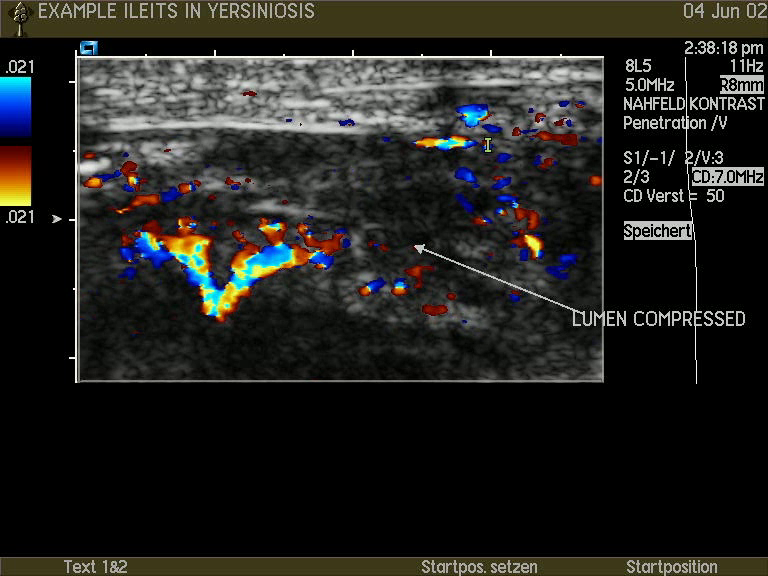 EXAMPLE ILEITS IN YERSINIOSIS
04 Jun 02
2:38:18 pm
8L5 11Hz
5.0MHz R8mm
NAHFELD KONTRAST
Penetration /V
S1/-1/ 2/V:3
2/3 CD:7.0MHz
CD Verst = 50
Speichert
.021
.021
LUMEN COMPRESSED
Text 1&2 Startpos. setzen Startposition